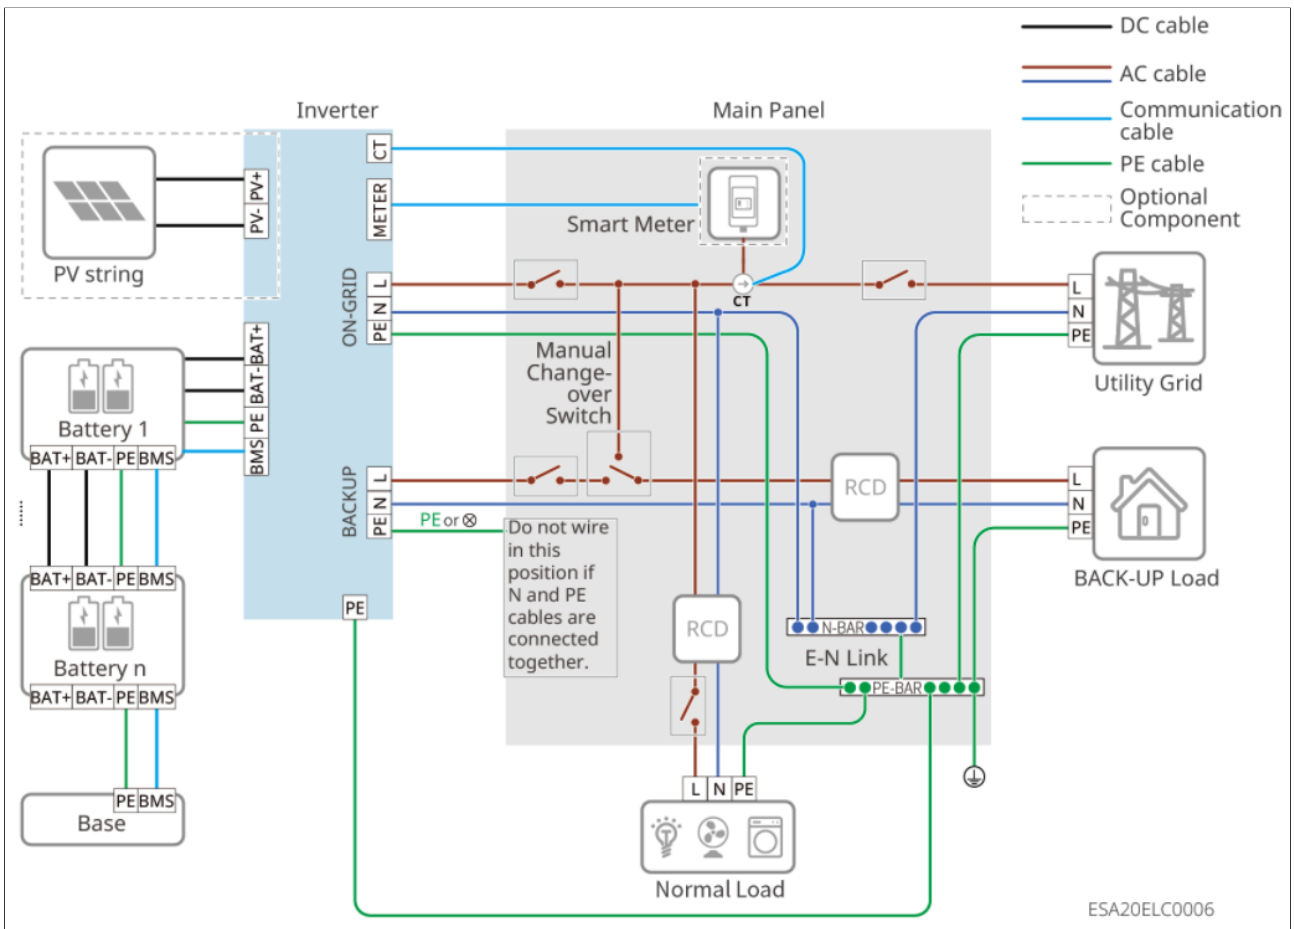 DC cable
AC cable
Communication
cable
PE cable
Optional
Component
Inverter
Main Panel
PV string
PV+
PV-
CT
METER
Smart Meter
CT
ON-GRID
L
N
PE
Manual
Change-
over
Switch
L
N
PE
Utility Grid
BAT+
BAT-
PE
BMS
Battery 1
BAT+ BAT- PE BMS
BACKUP
L
N
PE
PE or
RCD
L
N
PE
BACK-UP Load
Do not wire
in this
position if
N and PE
cables are
connected
together.
BAT+ BAT- PE BMS
Battery n
BAT+ BAT- PE BMS
PE
RCD
N-BAR
E-N Link
PE-BAR
PE BMS
Base
L N PE
Normal Load
ESA20ELC0006